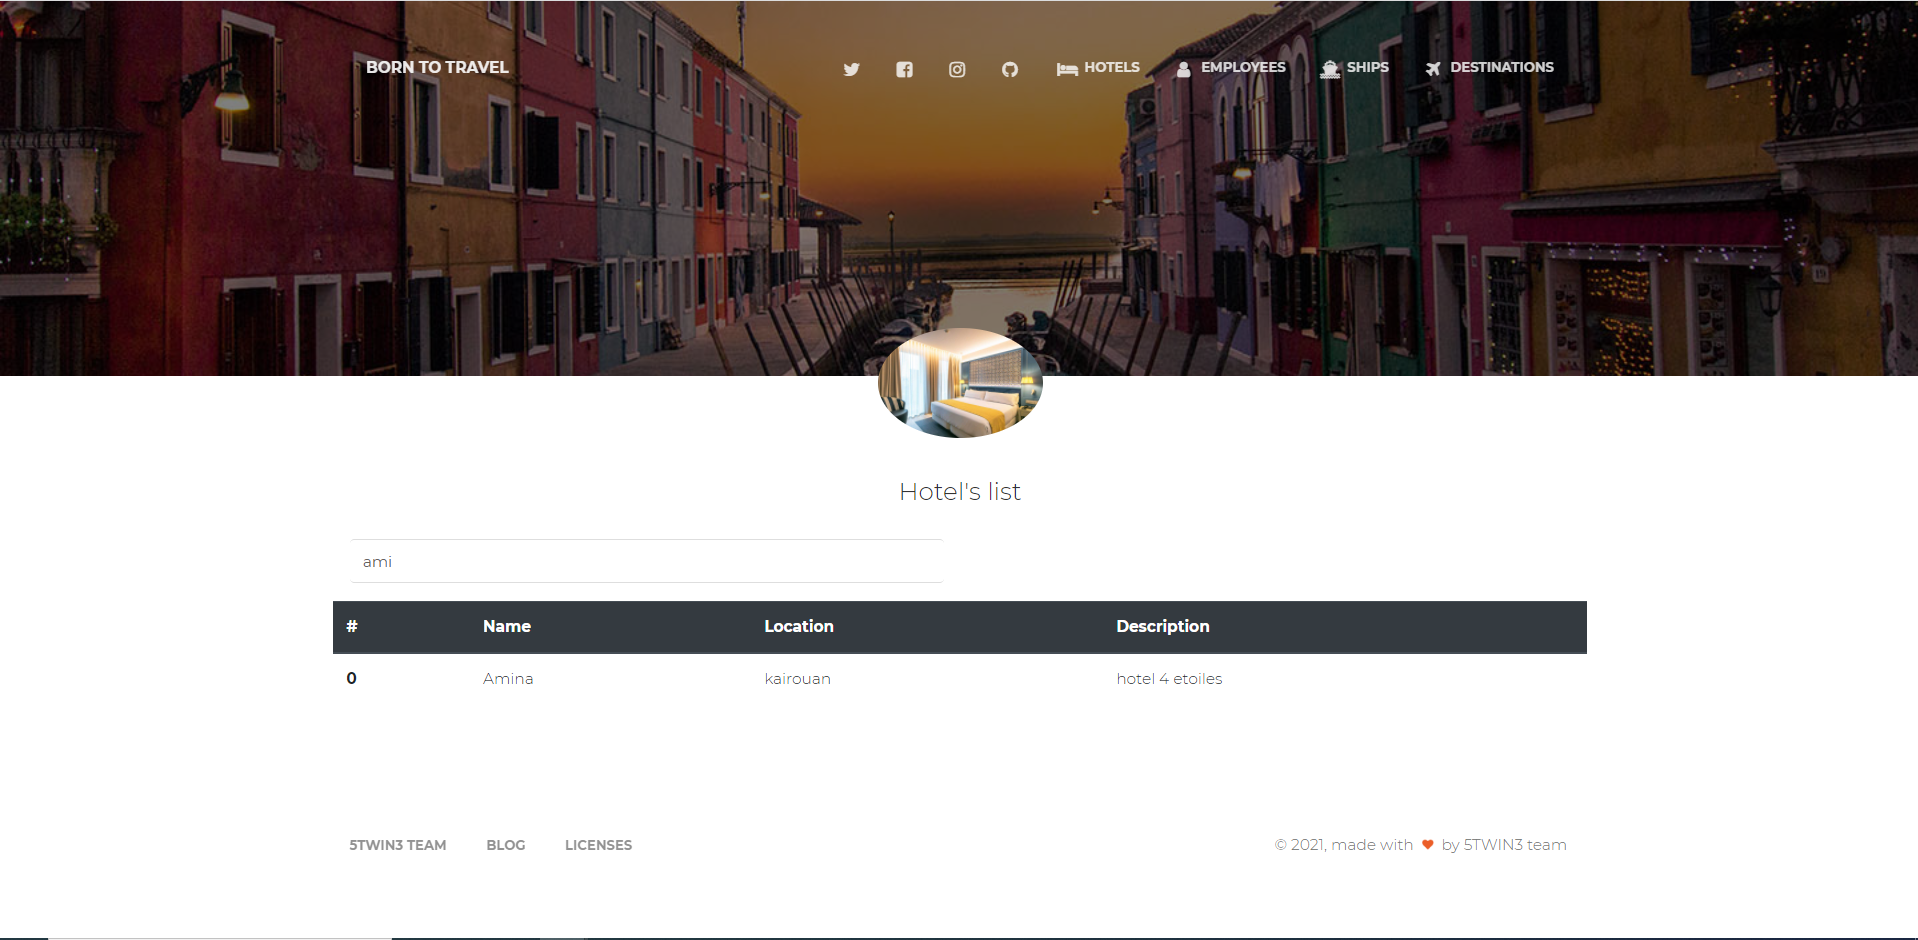 BORN TO TRAVEL HOTELS EMPLOYEES SHIPS DESTINATIONS
19
Hotel's list
ami
# Name Location Description
0 Amina kairouan hotel 4 etoiles
5TWIN3 TEAM BLOG LICENSES © 2021, made with ♥ by 5TWIN3 team